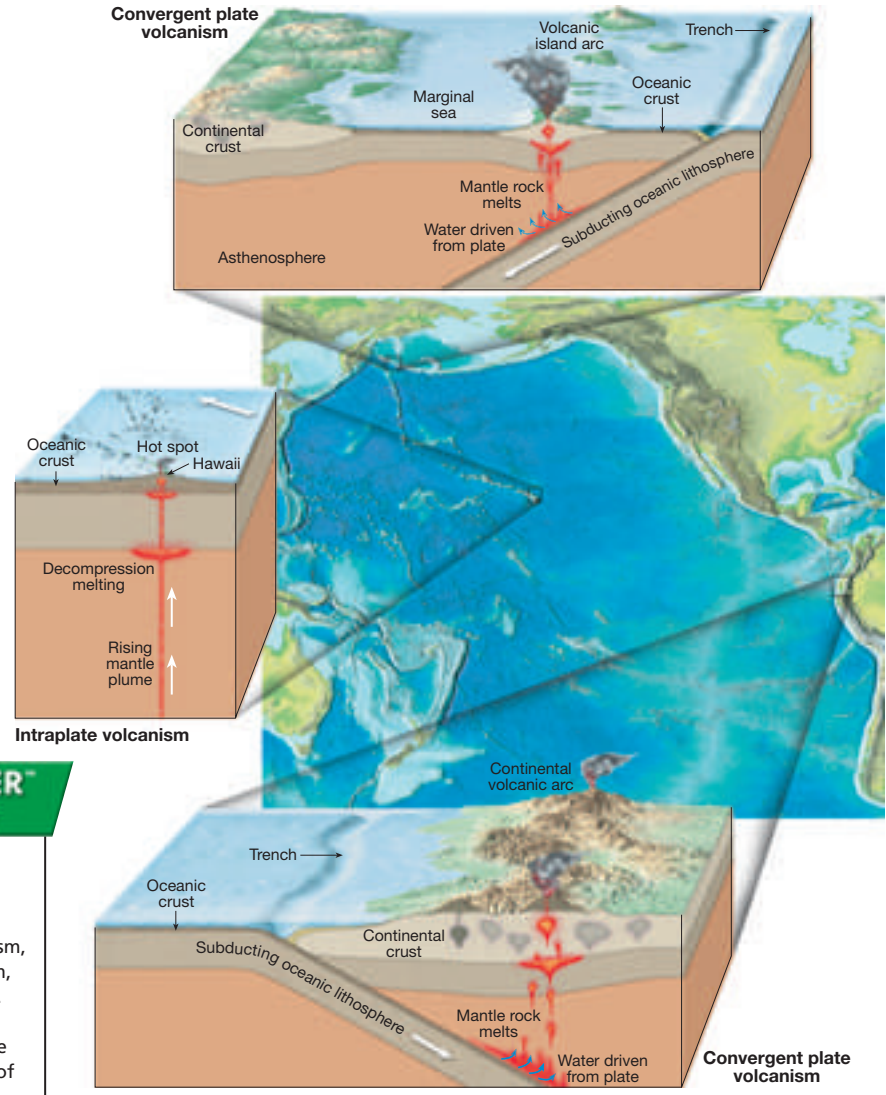 Convergent plate
volcanism
Volcanic
island arc
Trench
Oceanic
crust
Marginal
sea
Continental
crust
Mantle rock
melts
Subducting oceanic lithosphere
Water driven
from plate
Asthenosphere
Oceanic
crust
Hot spot
Hawaii
Decompression
melting
Rising
mantle
plume
Intraplate volcanism
ER™
Continental
volcanic arc
Trench
Oceanic
crust
Continental
crust
Subducting oceanic lithosphere
Mantle rock
melts
Water driven
from plate
Convergent plate
volcanism
of